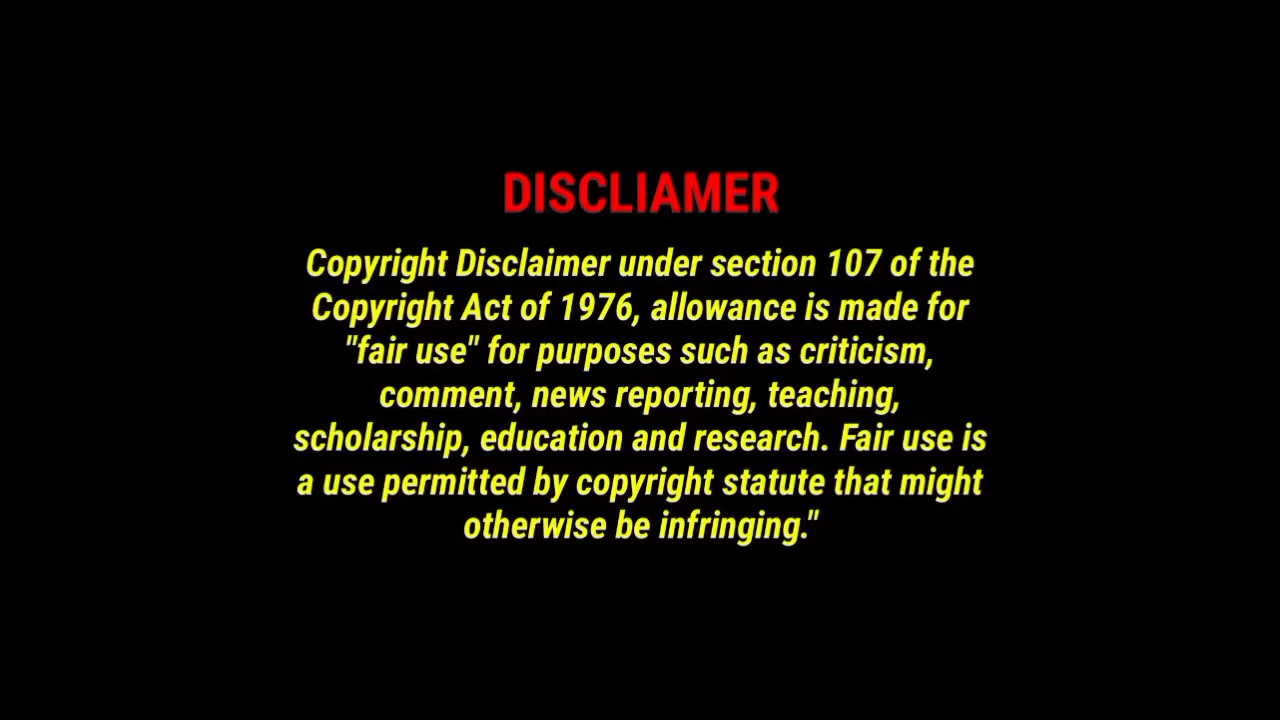 DISCLIAMER
Copyright Disclaimer under section 107 of the
Copyright Act of 1976, allowance is made for
"fair use" for purposes such as criticism,
comment, news reporting, teaching,
scholarship, education and research. Fair use is
a use permitted by copyright statute that might
otherwise be infringing."